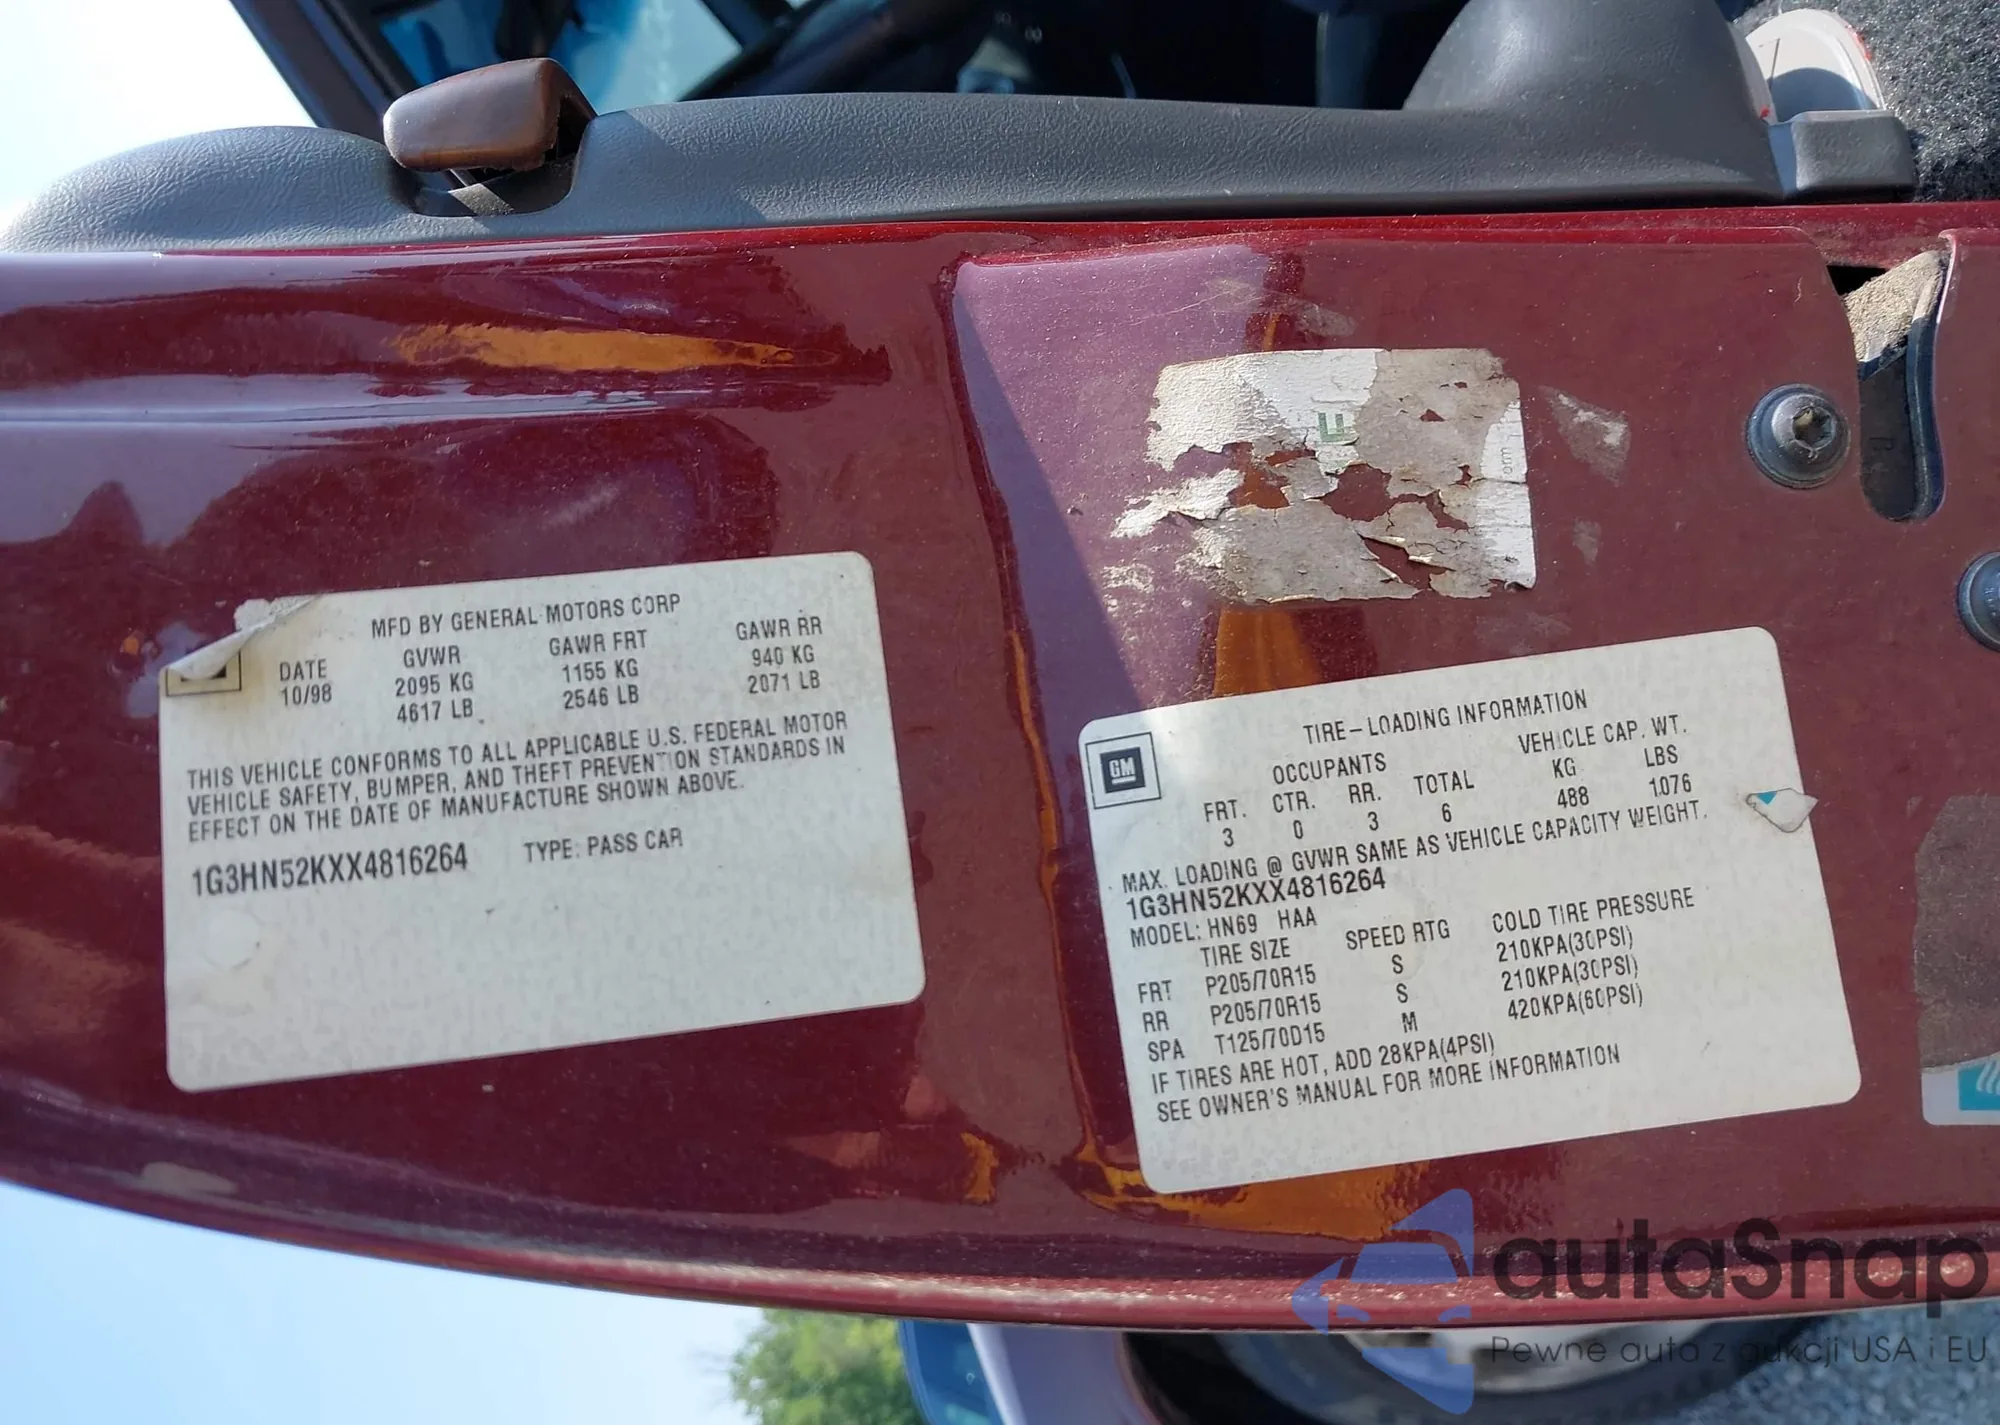 MFD BY GENERAL MOTORS CORP
DATE GVWR GAWR FRT GAWR RR
10/98 2095 KG 1155 KG 940 KG
4617 LB 2546 LB 2071 LB
THIS VEHICLE CONFORMS TO ALL APPLICABLE U.S. FEDERAL MOTOR
VEHICLE SAFETY, BUMPER, AND THEFT PREVENTION STANDARDS IN
EFFECT ON THE DATE OF MANUFACTURE SHOWN ABOVE.
1G3HN52KXX4816264 TYPE: PASS CAR
E
GM
TIRE-LOADING INFORMATION
OCCUPANTS VEHICLE CAP. WT.
FRT. CTR. RR. TOTAL KG LBS
3 0 3 6 488 1076
MAX. LOADING @ GVWR SAME AS VEHICLE CAPACITY WEIGHT.
1G3HN52KXX4816264
MODEL: HN69 HAA
TIRE SIZE SPEED RTG COLD TIRE PRESSURE
FRT P205/70R15 S 210KPA(30PSI)
RR P205/70R15 S 210KPA(30PSI)
SPA T125/70D15 M 420KPA(60PSI)
IF TIRES ARE HOT, ADD 28KPA(4PSI)
SEE OWNER'S MANUAL FOR MORE INFORMATION
autaSnap
Pewne auta z aukcji USA i EU